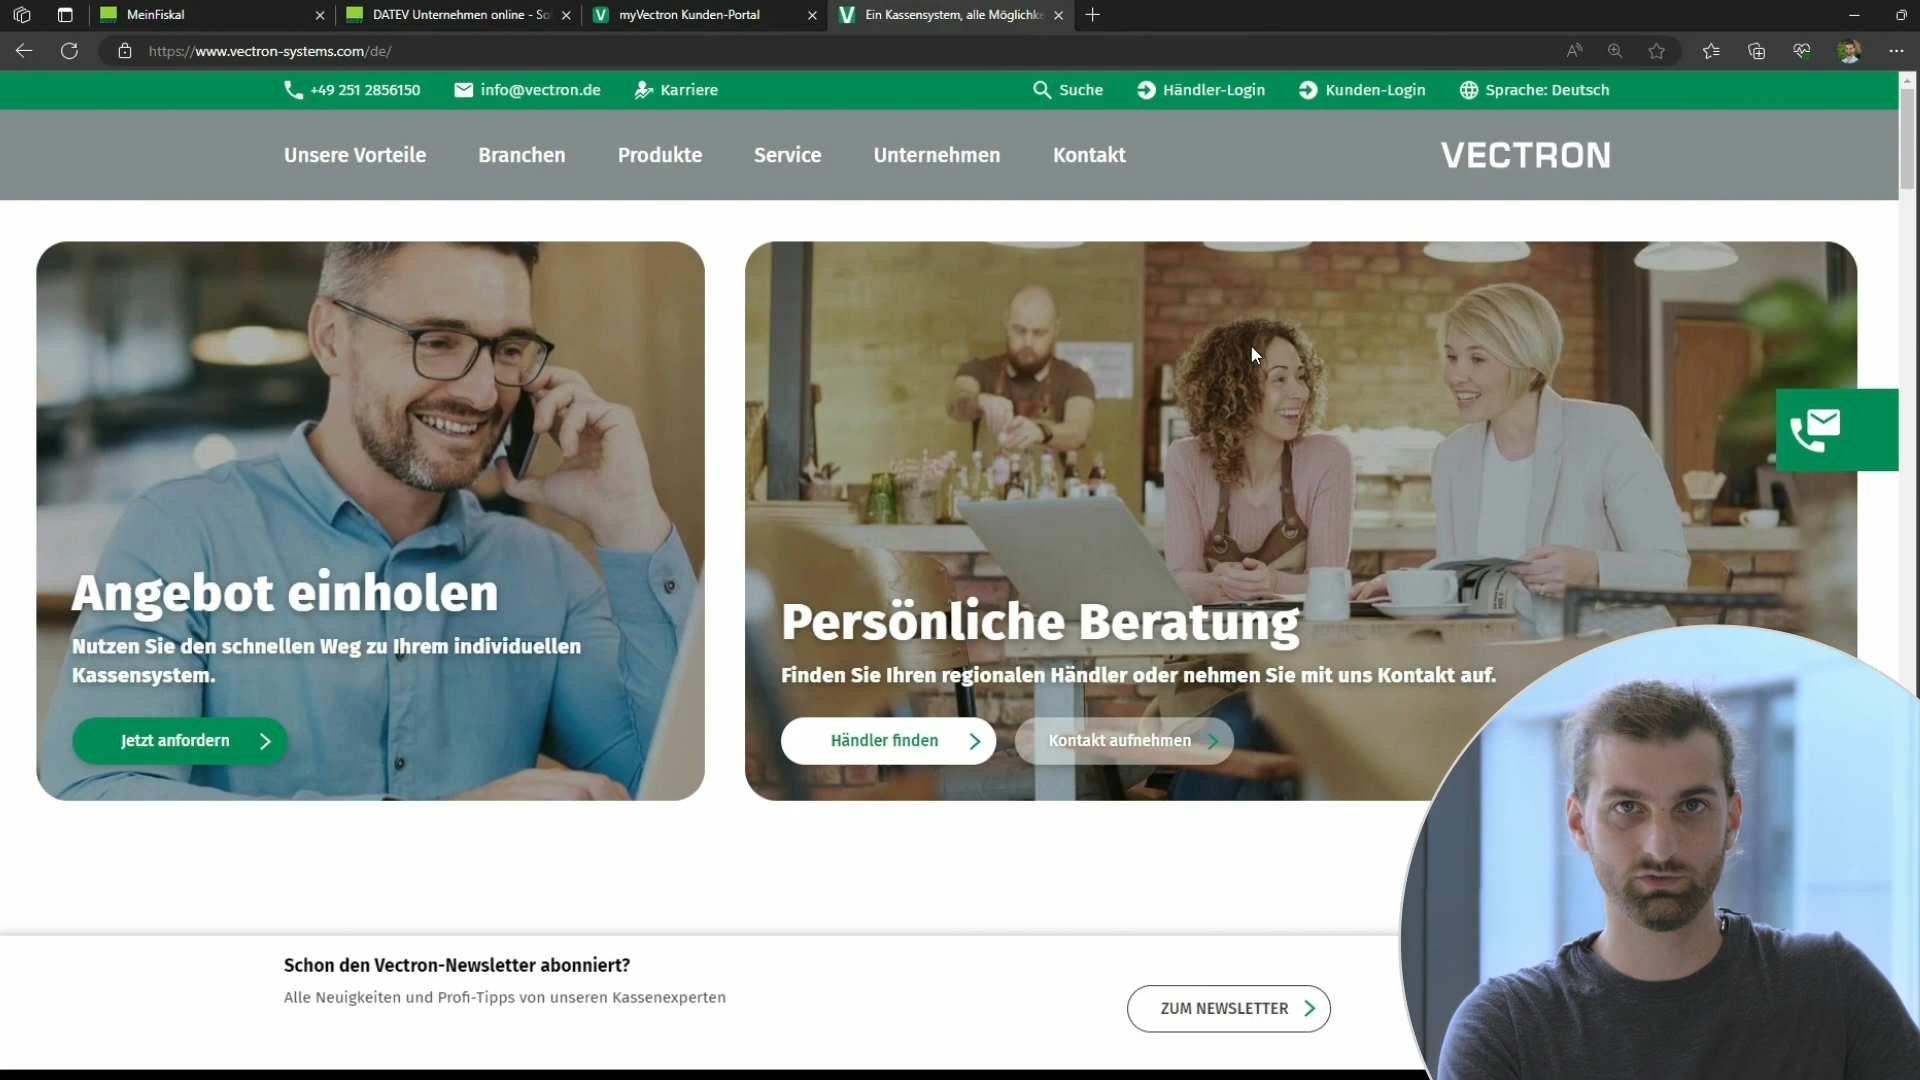 MeinFiskal
DATEV Unternehmen online - So
myVectron Kunden-Portal
Ein Kassensystem, alle Möglichke
https://www.vectron-systems.com/de/
+49 251 2856150
info@vectron.de
Karriere
Suche
Händler-Login
Kunden-Login
Sprache: Deutsch
Unsere Vorteile
Branchen
Produkte
Service
Unternehmen
Kontakt
VECTRON
Angebot einholen
Nutzen Sie den schnellen Weg zu Ihrem individuellen
Kassensystem.
Jetzt anfordern
Persönliche Beratung
Finden Sie Ihren regionalen Händler oder nehmen Sie mit uns Kontakt auf.
Händler finden
Kontakt aufnehmen
Schon den Vectron-Newsletter abonniert?
Alle Neuigkeiten und Profi-Tipps von unseren Kassenexperten
ZUM NEWSLETTER